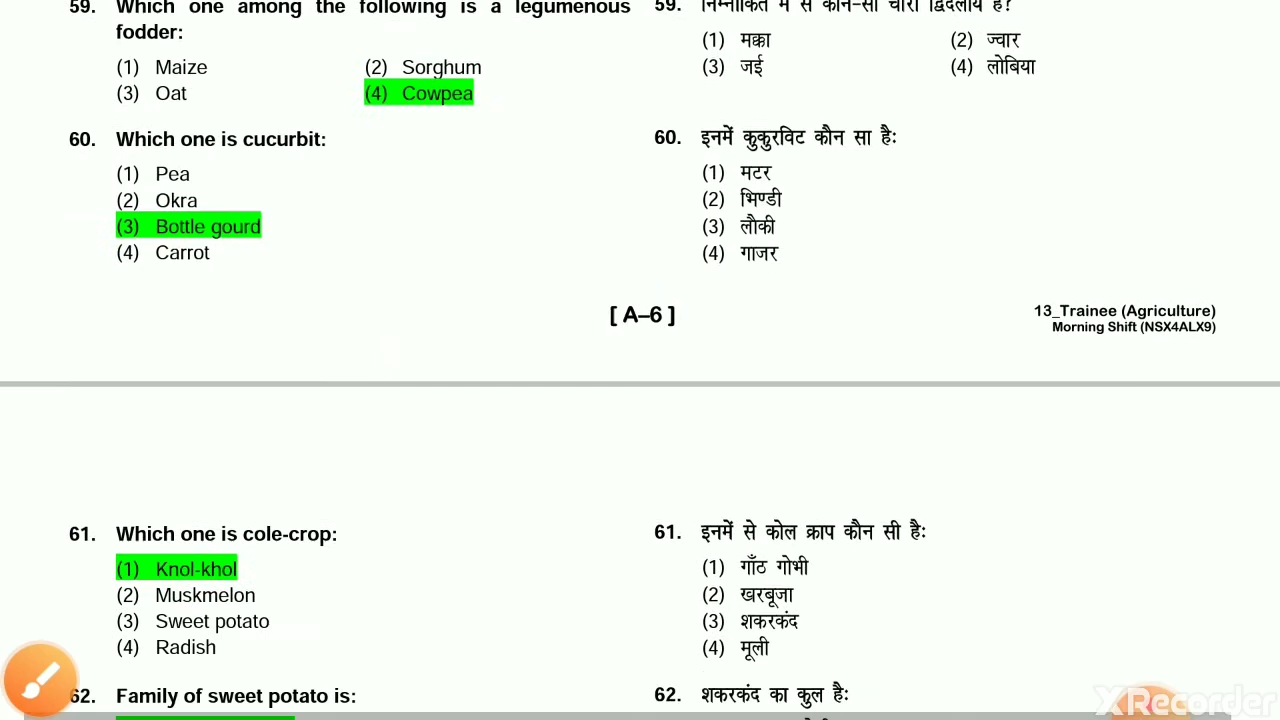 59. Which one among the following is a legumenous
fodder:
(1) Maize (2) Sorghum
(3) Oat (4) Cowpea
60. Which one is cucurbit:
(1) Pea
(2) Okra
(3) Bottle gourd
(4) Carrot
59. निम्नांकित में से कौन-सा चारा द्विदलीय है?
(1) मक्का (2) ज्वार
(3) जई (4) लोबिया
60. इनमें कुकुरविट कौन सा है:
(1) मटर
(2) भिण्डी
(3) लौकी
(4) गाजर
[ A–6 ]
13_Trainee (Agriculture)
Morning Shift (NSX4ALX9)
61. Which one is cole-crop:
(1) Knol-khol
(2) Muskmelon
(3) Sweet potato
(4) Radish
62. Family of sweet potato is:
61. इनमें से कोल क्राप कौन सी है:
(1) गाँठ गोभी
(2) खरबूजा
(3) शकरकंद
(4) मूली
62. शकरकंद का कुल है:
XRecorder